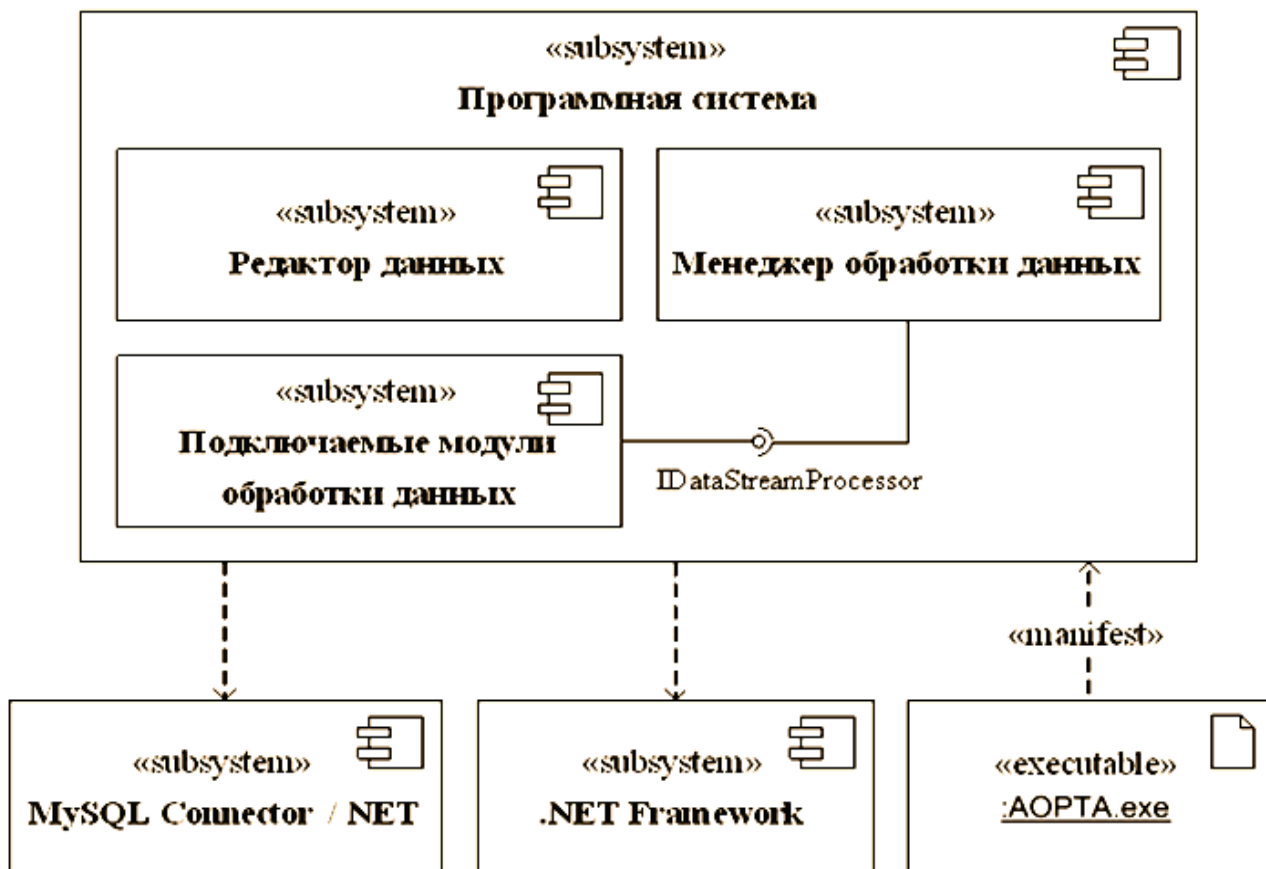 «subsystem»
Программная система
«subsystem»
Редактор данных
«subsystem»
Менеджер обработки данных
«subsystem»
Подключаемые модули
обработки данных
IDataStreamProcessor
«manifest»
«subsystem»
MySQL Connector / NET
«subsystem»
.NET Framework
«executable»
:AOPTA.exe